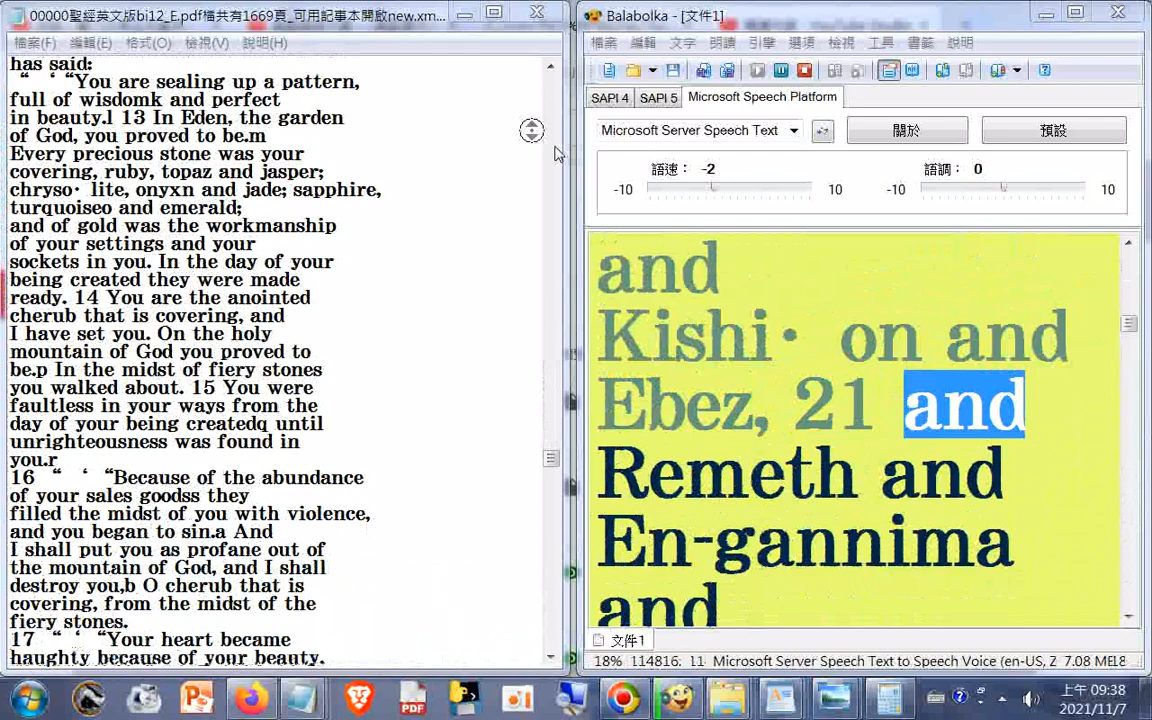 00000聖經英文版bi12_E.pdf檔共有1669頁_可用記事本開啟new.xm...
檔案(F) 編輯(E) 格式(O) 檢視(V) 說明(H)
has said:
“ ‘ “You are sealing up a pattern,
full of wisdomk and perfect
in beauty.l 13 In Eden, the garden
of God, you proved to be.m
Every precious stone was your
covering, ruby, topaz and jasper;
chryso· lite, onyxn and jade; sapphire,
turquoiseo and emerald;
and of gold was the workmanship
of your settings and your
sockets in you. In the day of your
being created they were made
ready. 14 You are the anointed
cherub that is covering, and
I have set you. On the holy
mountain of God you proved to
be.p In the midst of fiery stones
you walked about. 15 You were
faultless in your ways from the
day of your being createdq until
unrighteousness was found in
you.r
16 “ ‘ “Because of the abundance
of your sales goodss they
filled the midst of you with violence,
and you began to sin.a And
I shall put you as profane out of
the mountain of God, and I shall
destroy you,b O cherub that is
covering, from the midst of the
fiery stones.
17 “ ‘ “Your heart became
haughty because of your beauty.
Balabolka - [文件1]
檔案 編輯 文字 朗讀 引擎 選項 檢視 工具 書籤 說明
SAPI 4 SAPI 5 Microsoft Speech Platform
Microsoft Server Speech Text 關於 預設
語速: -2 語調: 0
-10 10 -10 10
and
Kishi· on and
Ebez, 21 and
Remeth and
En-gannima
and
文件1
18% 114816. 11 Microsoft Server Speech Text to Speech Voice (en-US, Z 7.08 ME
PDF
上午 09:38
2021/11/7